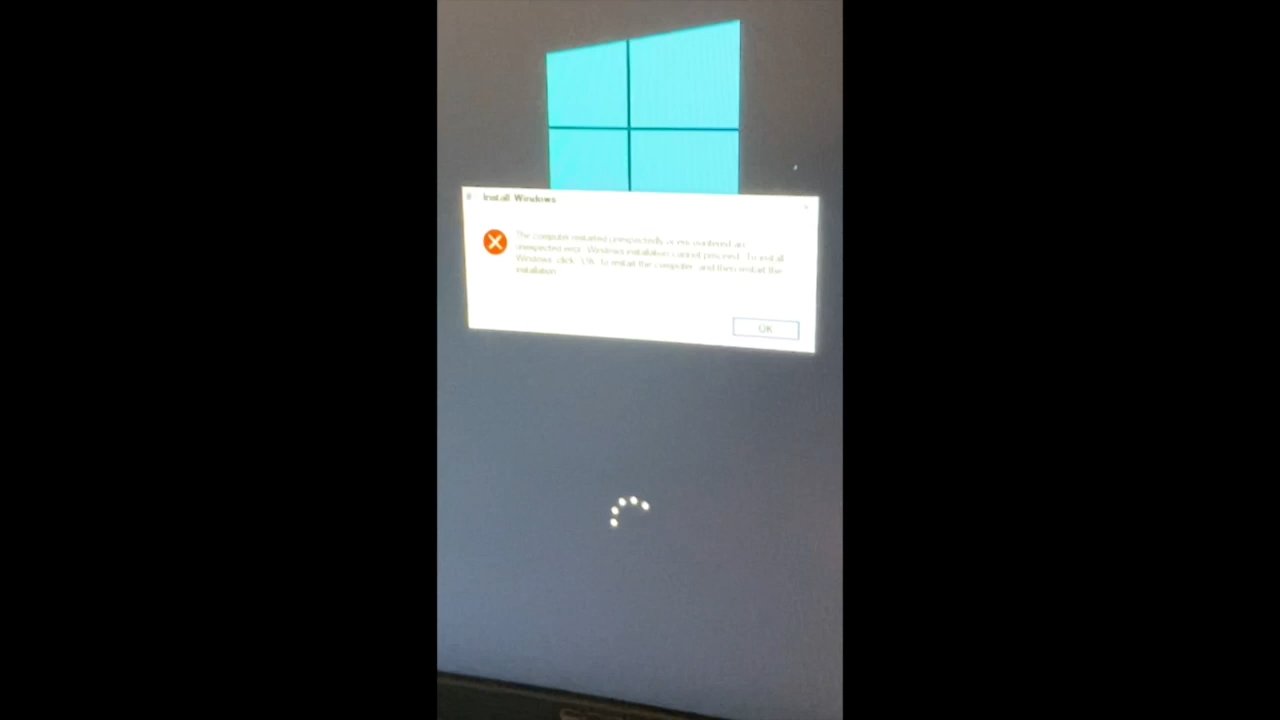 Install Windows
The computer restarted unexpectedly or encountered an
unexpected error. Windows installation cannot proceed. To install
Windows, click "OK" to restart the computer, and then restart the
installation.
OK